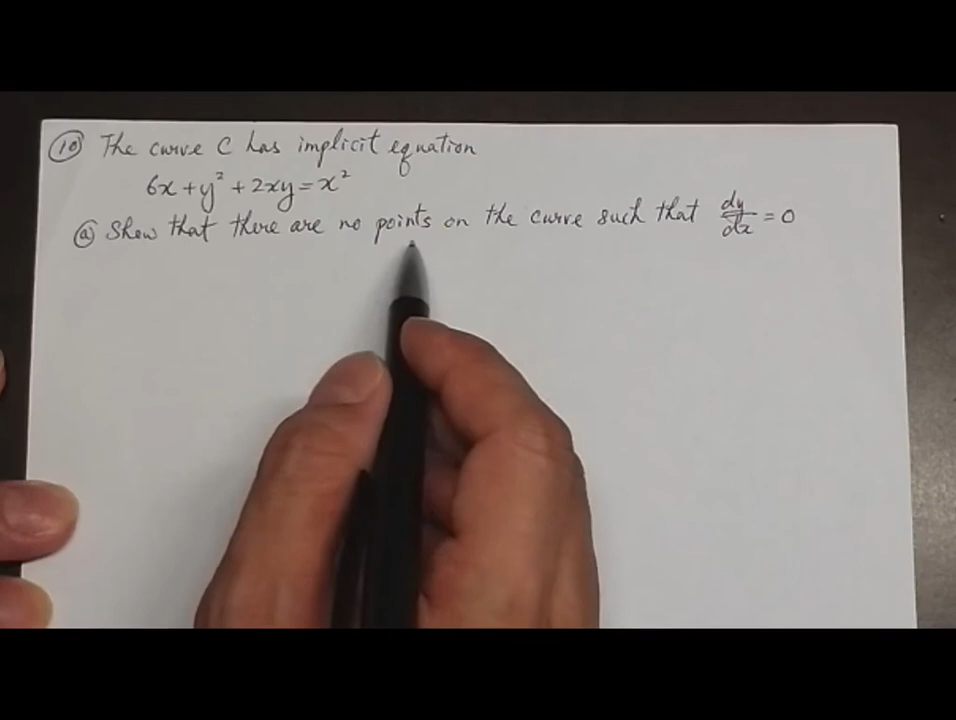 ⑩ The curve C has implicit equation
6x + y² + 2xy = x²
ⓐ Show that there are no points on the curve such that dy/dx = 0